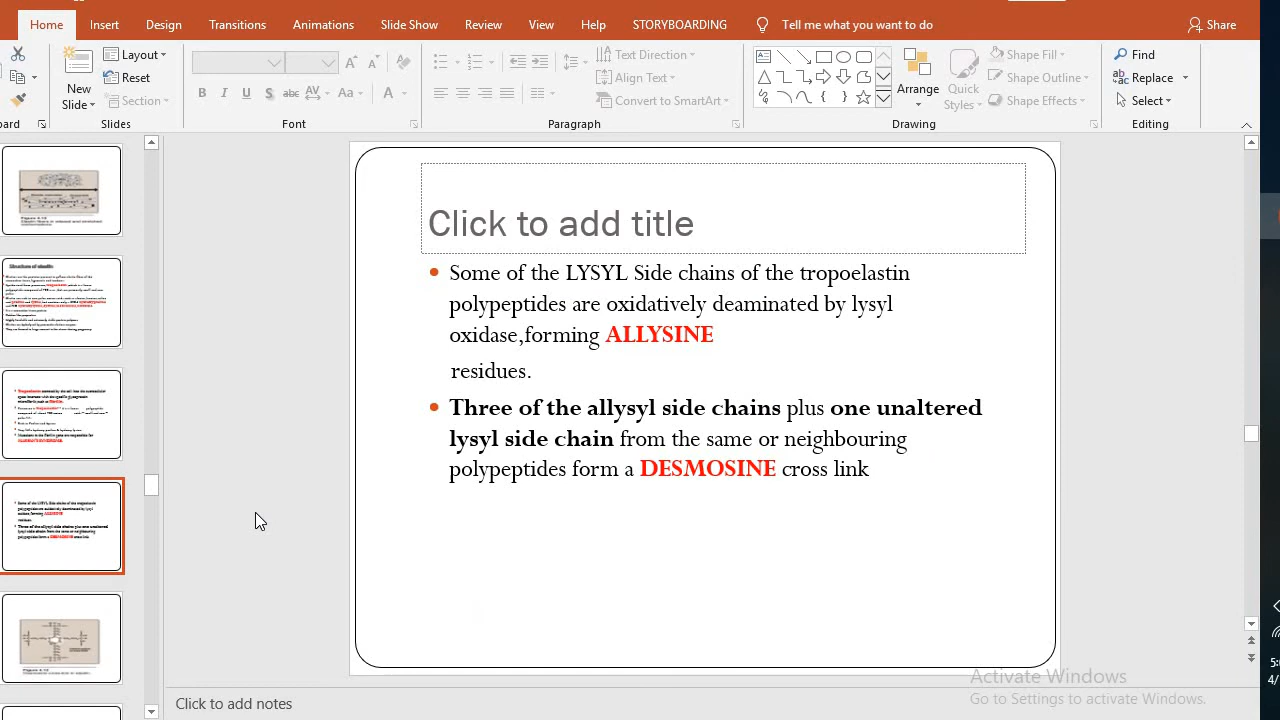 Home Insert Design Transitions Animations Slide Show Review View Help STORYBOARDING Tell me what you want to do Share
New
Slide
Layout
Reset
Section
Slides
B I U S abc AV Aa A
Font
Text Direction
Align Text
Convert to SmartArt
Paragraph
Arrange
Quick
Styles
Shape Fill
Shape Outline
Shape Effects
Drawing
Find
Replace
Select
Editing
Click to add title
Some of the LYSYL Side chains of the tropoelastin
polypeptides are oxidatively deaminated by lysyl
oxidase,forming ALLYSINE
residues.
Three of the allysyl side chains plus one unaltered
lysyl side chain from the same or neighbouring
polypeptides form a DESMOSINE cross link
Click to add notes
Activate Windows
Go to Settings to activate Windows.